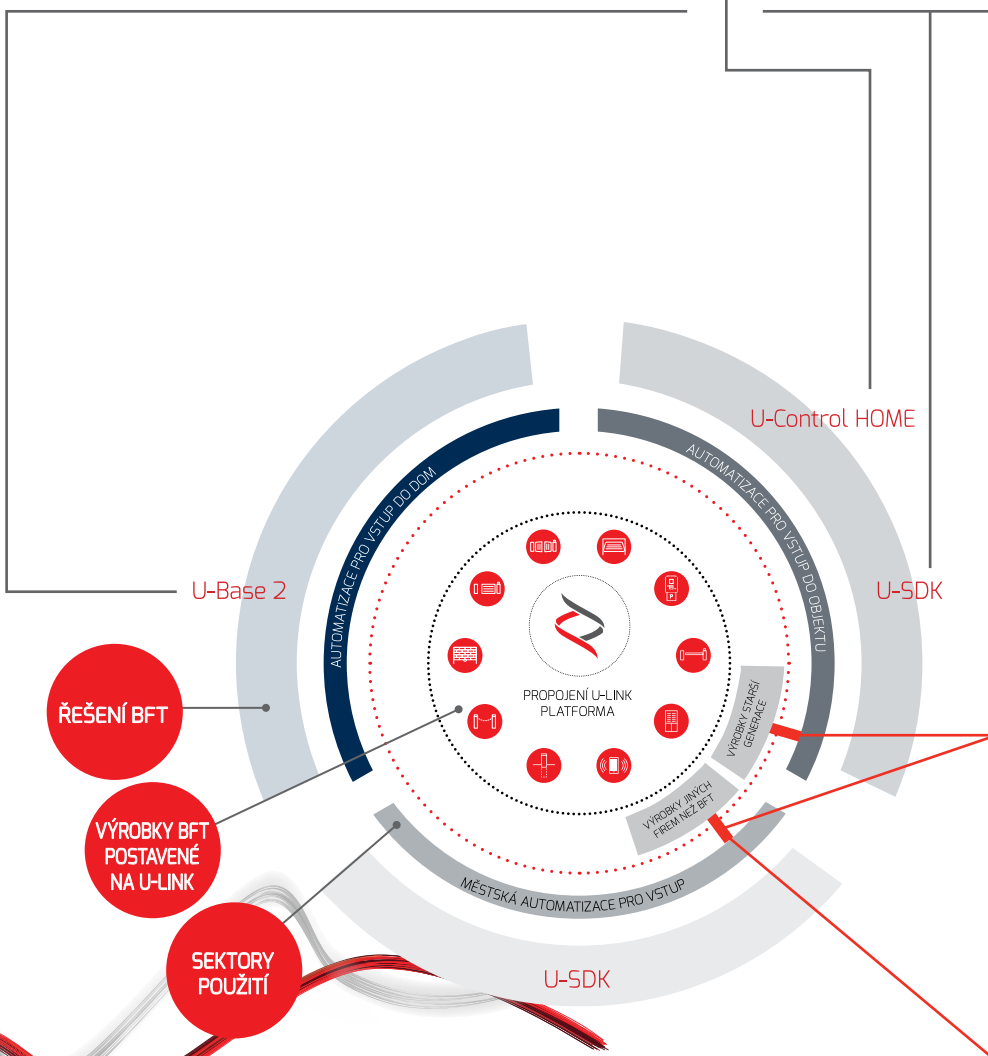 U-Control HOME
AUTOMATIZACE PRO VSTUP DO DOM
AUTOMATIZACE PRO VSTUP DO OBJEKTU
U-Base 2
U-SDK
PROPOJENÍ U-LINK
PLATFORMA
VÝROBKY STARŠÍ
GENERACE
VÝROBKY JINÝCH
FIREM NEŽ BFT
ŘEŠENÍ BFT
VÝROBKY BFT
POSTAVENÉ
NA U-LINK
MĚSTSKÁ AUTOMATIZACE PRO VSTUP
SEKTORY
POUŽITÍ
U-SDK
P